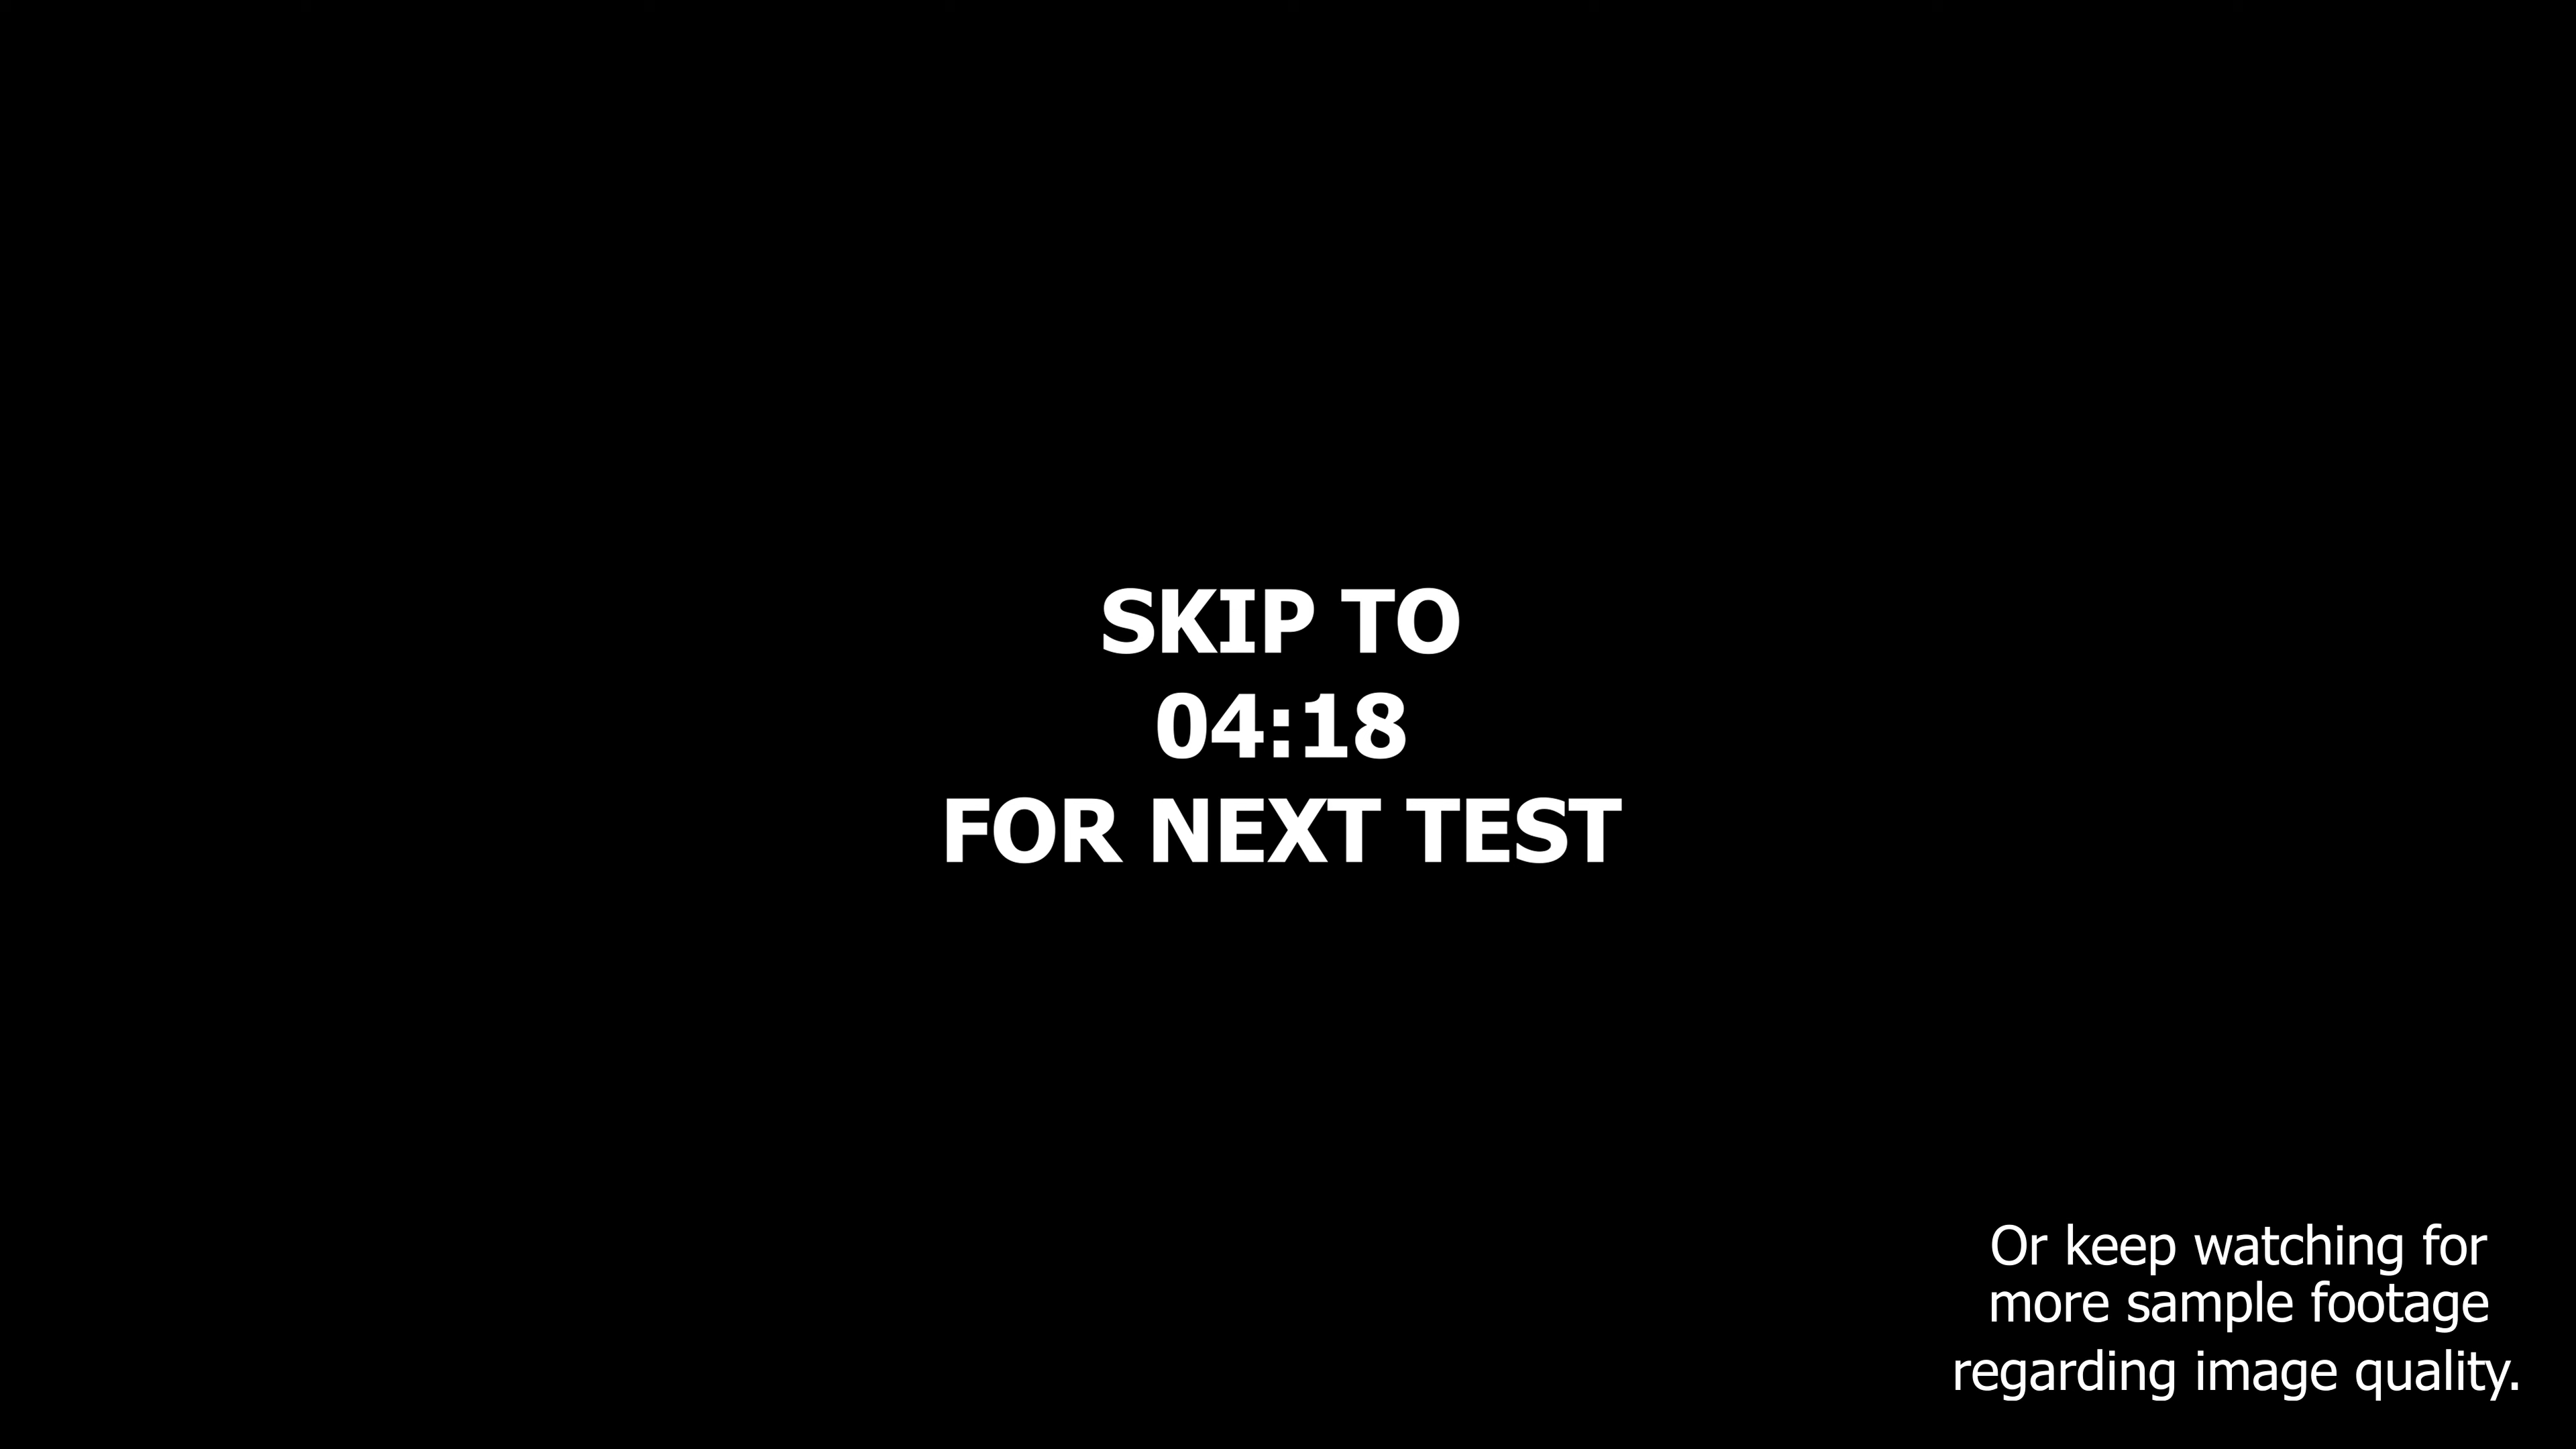 SKIP TO
04:18
FOR NEXT TEST
Or keep watching for
more sample footage
regarding image quality.